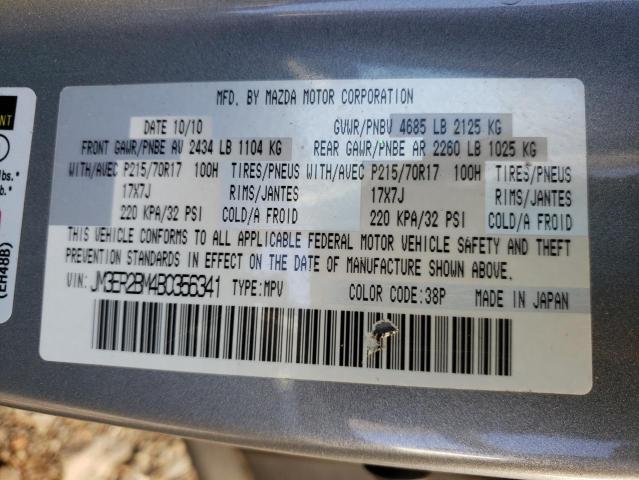 MFD. BY MAZDA MOTOR CORPORATION
DATE 10/10 GVWR/PNBV 4685 LB 2125 KG
FRONT GAWR/PNBE AV 2434 LB 1104 KG REAR GAWR/PNBE AR 2260 LB 1025 KG
WITH/AVEC P215/70R17 100H TIRES/PNEUS WITH/AVEC P215/70R17 100H TIRES/PNEUS
17X7J RIMS/JANTES 17X7J RIMS/JANTES
220 KPA/32 PSI COLD/A FROID 220 KPA/32 PSI COLD/A FROID
THIS VEHICLE CONFORMS TO ALL APPLICABLE FEDERAL MOTOR VEHICLE SAFETY AND THEFT
PREVENTION STANDARDS IN EFFECT ON THE DATE OF MANUFACTURE SHOWN ABOVE.
VIN: JM3ER2BM4B0356341 TYPE:MPV COLOR CODE:38P MADE IN JAPAN
lbs.*
b.*
(EH48B)